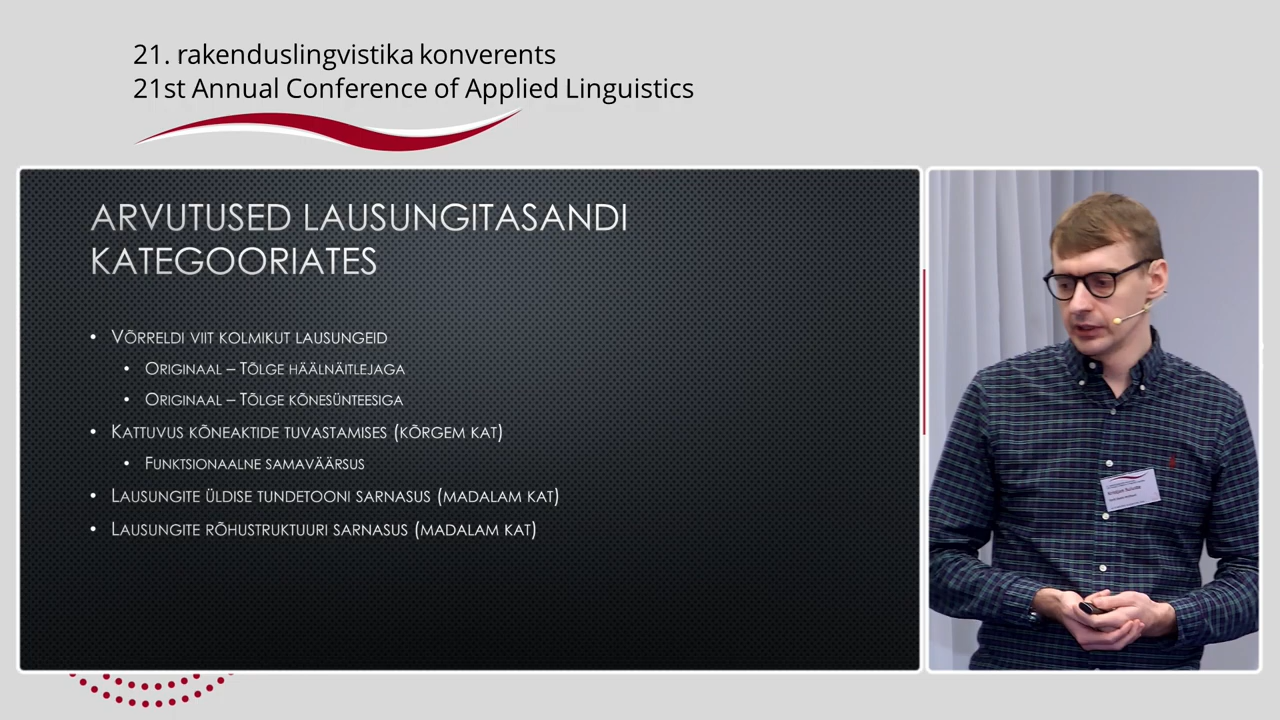 21. rakenduslingvistika konverents
21st Annual Conference of Applied Linguistics
ARVUTUSED LAUSUNGITASANDI
KATEGOORIATES
• VÕRRELDI VIIT KOLMIKUT LAUSUNGEID
• ORIGINAAL – TÕLGE HÄÄLNÄITLEJAGA
• ORIGINAAL – TÕLGE KÕNESÜNTEESIGA
• KATTUVUS KÕNEAKTIDE TUVASTAMISES (KÕRGEM KAT)
• FUNKTSIONAALNE SAMAVÄÄRSUS
• LAUSUNGITE ÜLDISE TUNDETOONI SARNASUS (MADALAM KAT)
• LAUSUNGITE RÕHUSTRUKTUURI SARNASUS (MADALAM KAT)